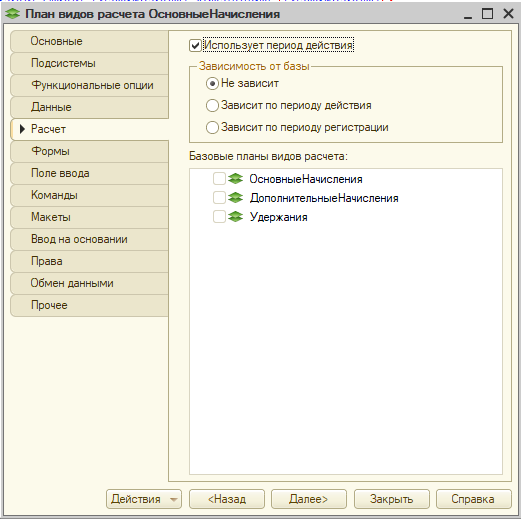 План видов расчета ОсновныеНачисления
Основные
Подсистемы
Функциональные опции
Данные
Расчет
Формы
Поле ввода
Команды
Макеты
Ввод на основании
Права
Обмен данными
Прочее
Использует период действия
Зависимость от базы
Не зависит
Зависит по периоду действия
Зависит по периоду регистрации
Базовые планы видов расчета:
ОсновныеНачисления
ДополнительныеНачисления
Удержания
Действия <Назад Далее> Закрыть Справка